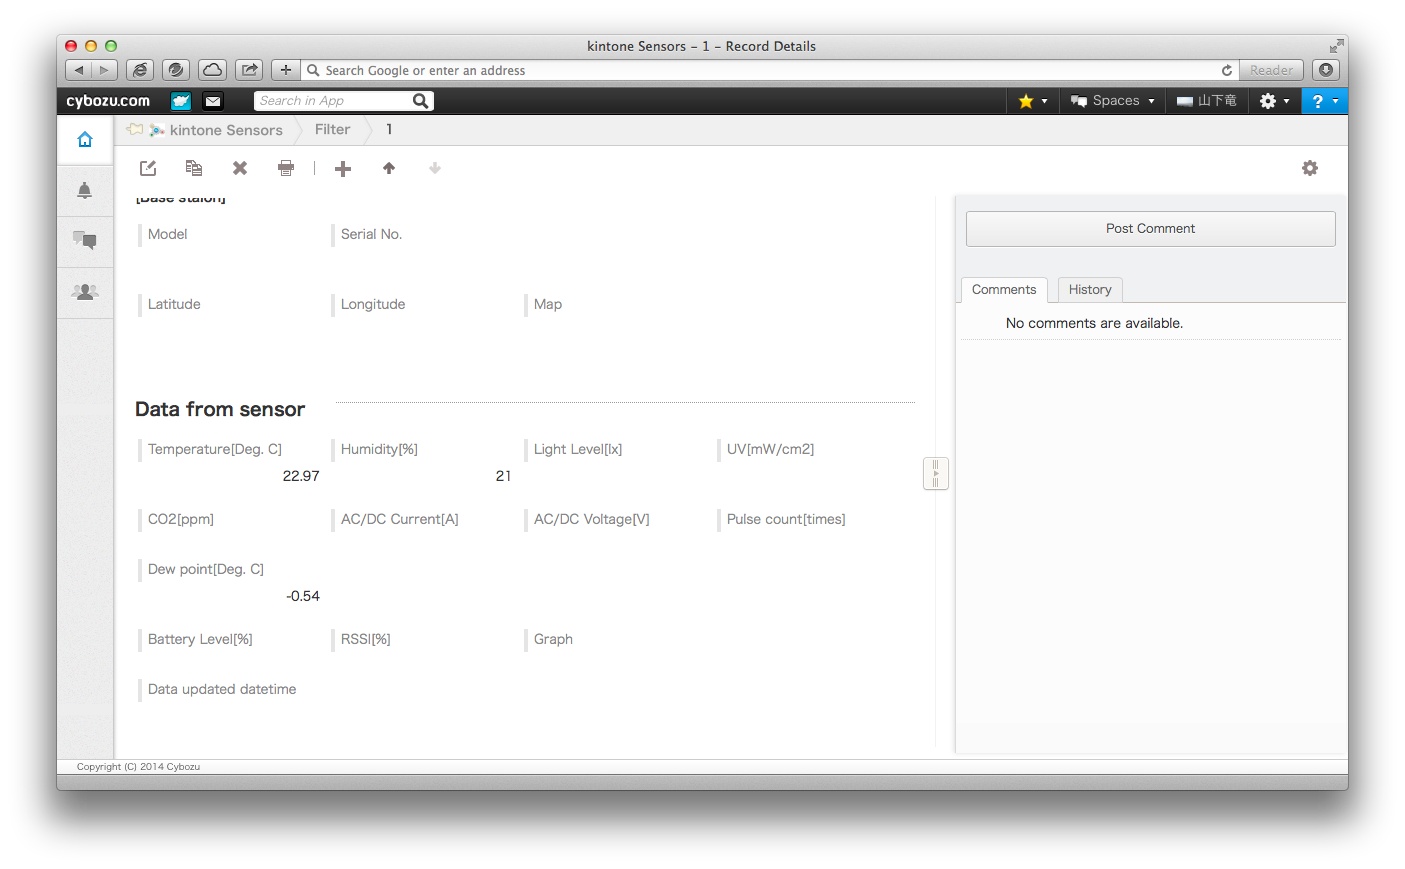 kintone Sensors – 1 – Record Details
Search Google or enter an address
Reader
cybozu.com
Search in App
Spaces
山下竜
?
kintone Sensors
Filter
1
[Base staion]
Model Serial No.
Latitude Longitude Map
Data from sensor
Temperature[Deg. C] Humidity[%] Light Level[lx] UV[mW/cm2]
22.97 21
CO2[ppm] AC/DC Current[A] AC/DC Voltage[V] Pulse count[times]
Dew point[Deg. C]
-0.54
Battery Level[%] RSSI[%] Graph
Data updated datetime
Post Comment
Comments History
No comments are available.
Copyright (C) 2014 Cybozu